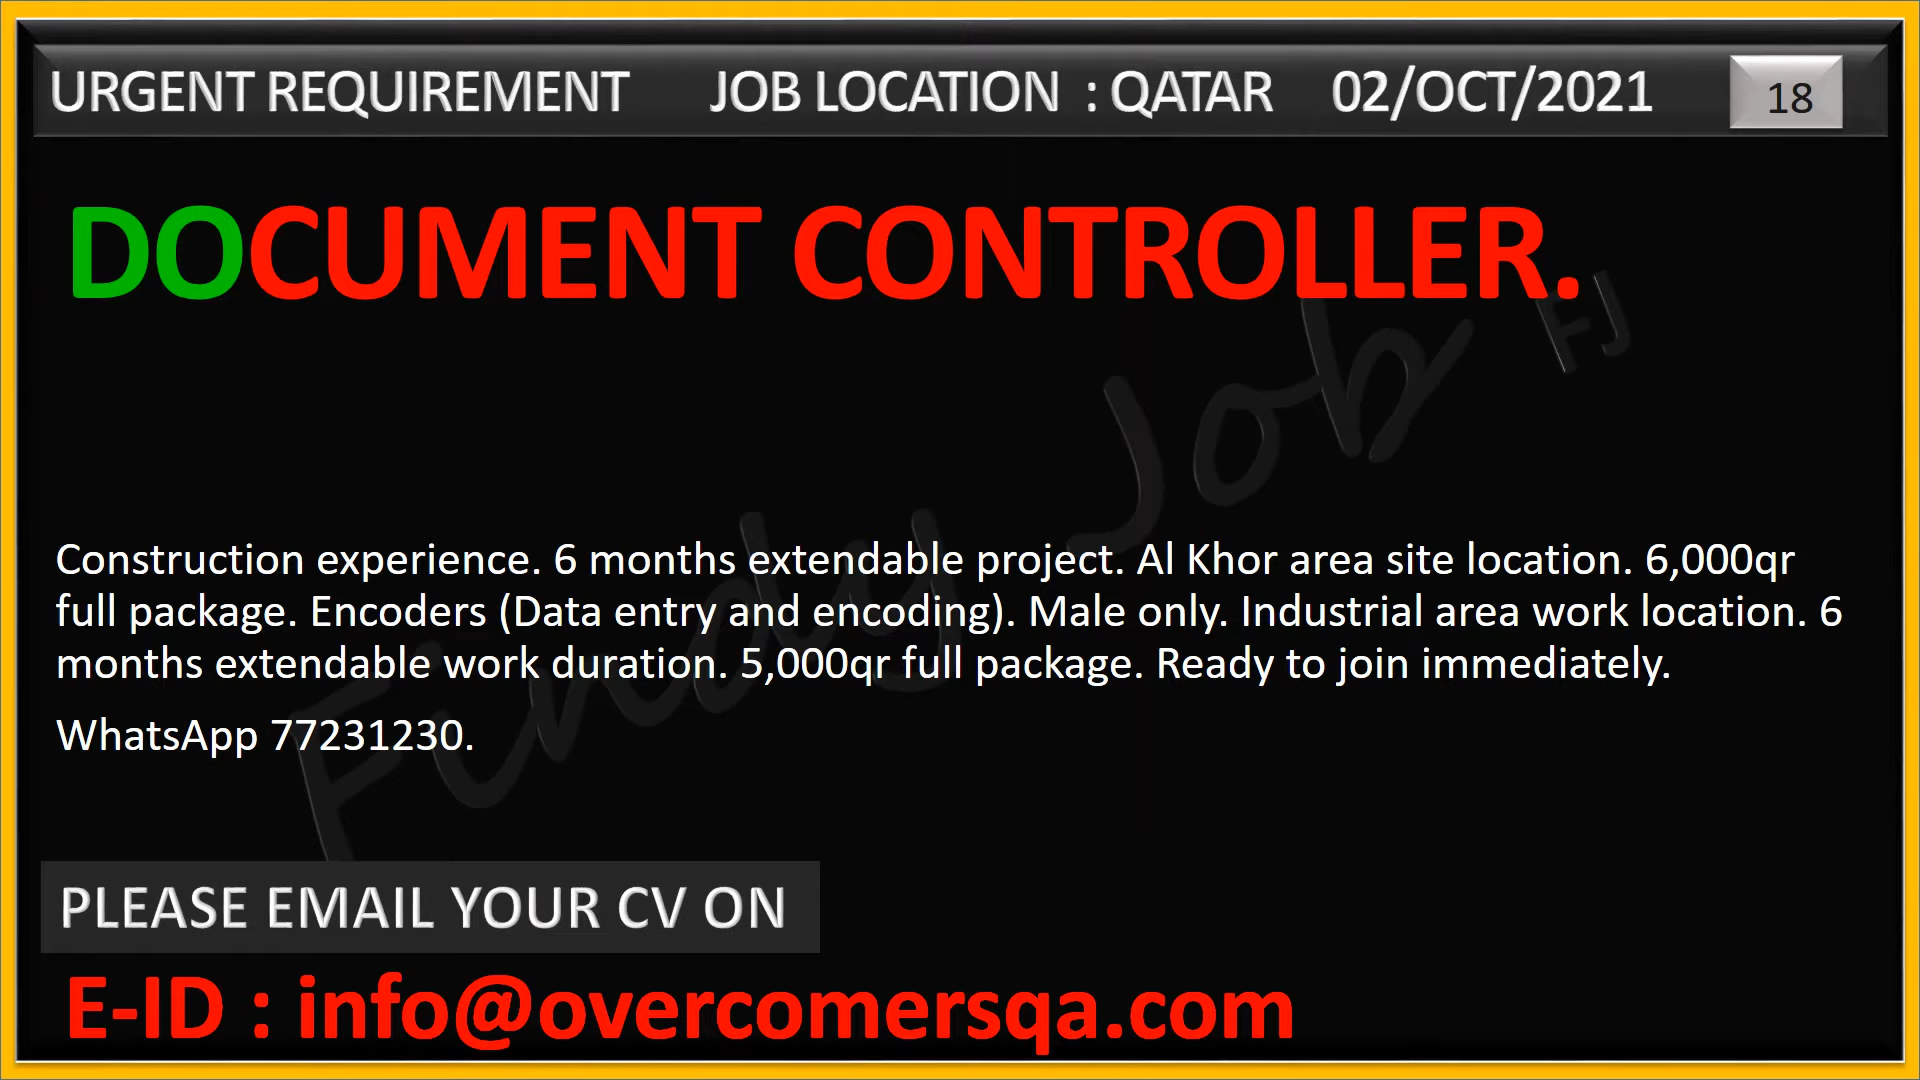 URGENT REQUIREMENT JOB LOCATION : QATAR 02/OCT/2021 18
DOCUMENT CONTROLLER.
FJ
Findy Job
Construction experience. 6 months extendable project. Al Khor area site location. 6,000qr
full package. Encoders (Data entry and encoding). Male only. Industrial area work location. 6
months extendable work duration. 5,000qr full package. Ready to join immediately.
WhatsApp 77231230.
PLEASE EMAIL YOUR CV ON
E-ID : info@overcomersqa.com